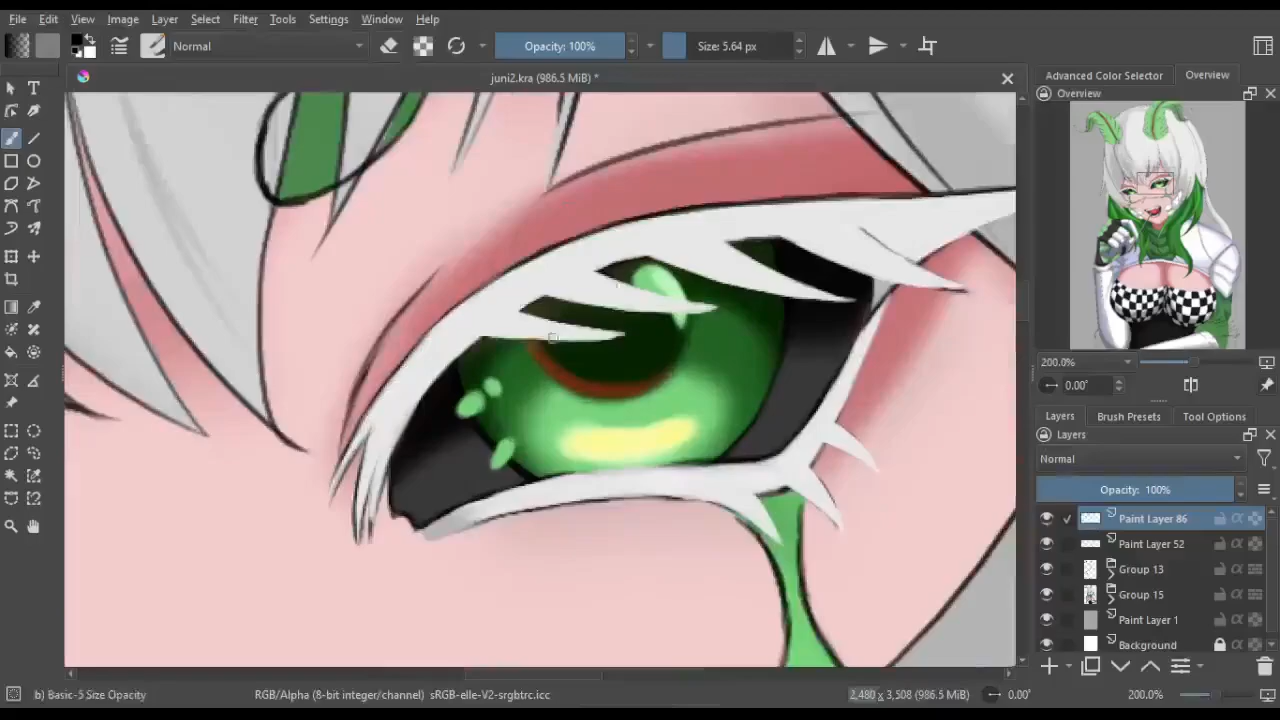 File Edit View Image Layer Select Filter Tools Settings Window Help
Normal Opacity: 100% Size: 5.64 px
juni2.kra (986.5 MiB) *
Advanced Color Selector Overview
Overview
200.0%
0.00°
Layers Brush Presets Tool Options
Layers
Normal
Opacity: 100%
Paint Layer 86
Paint Layer 52
Group 13
Group 15
Paint Layer 1
Background
b) Basic-5 Size Opacity RGB/Alpha (8-bit integer/channel) sRGB-elle-V2-srgbtrc.icc 2,480 x 3,508 (986.5 MiB) 0.00° 200.0%